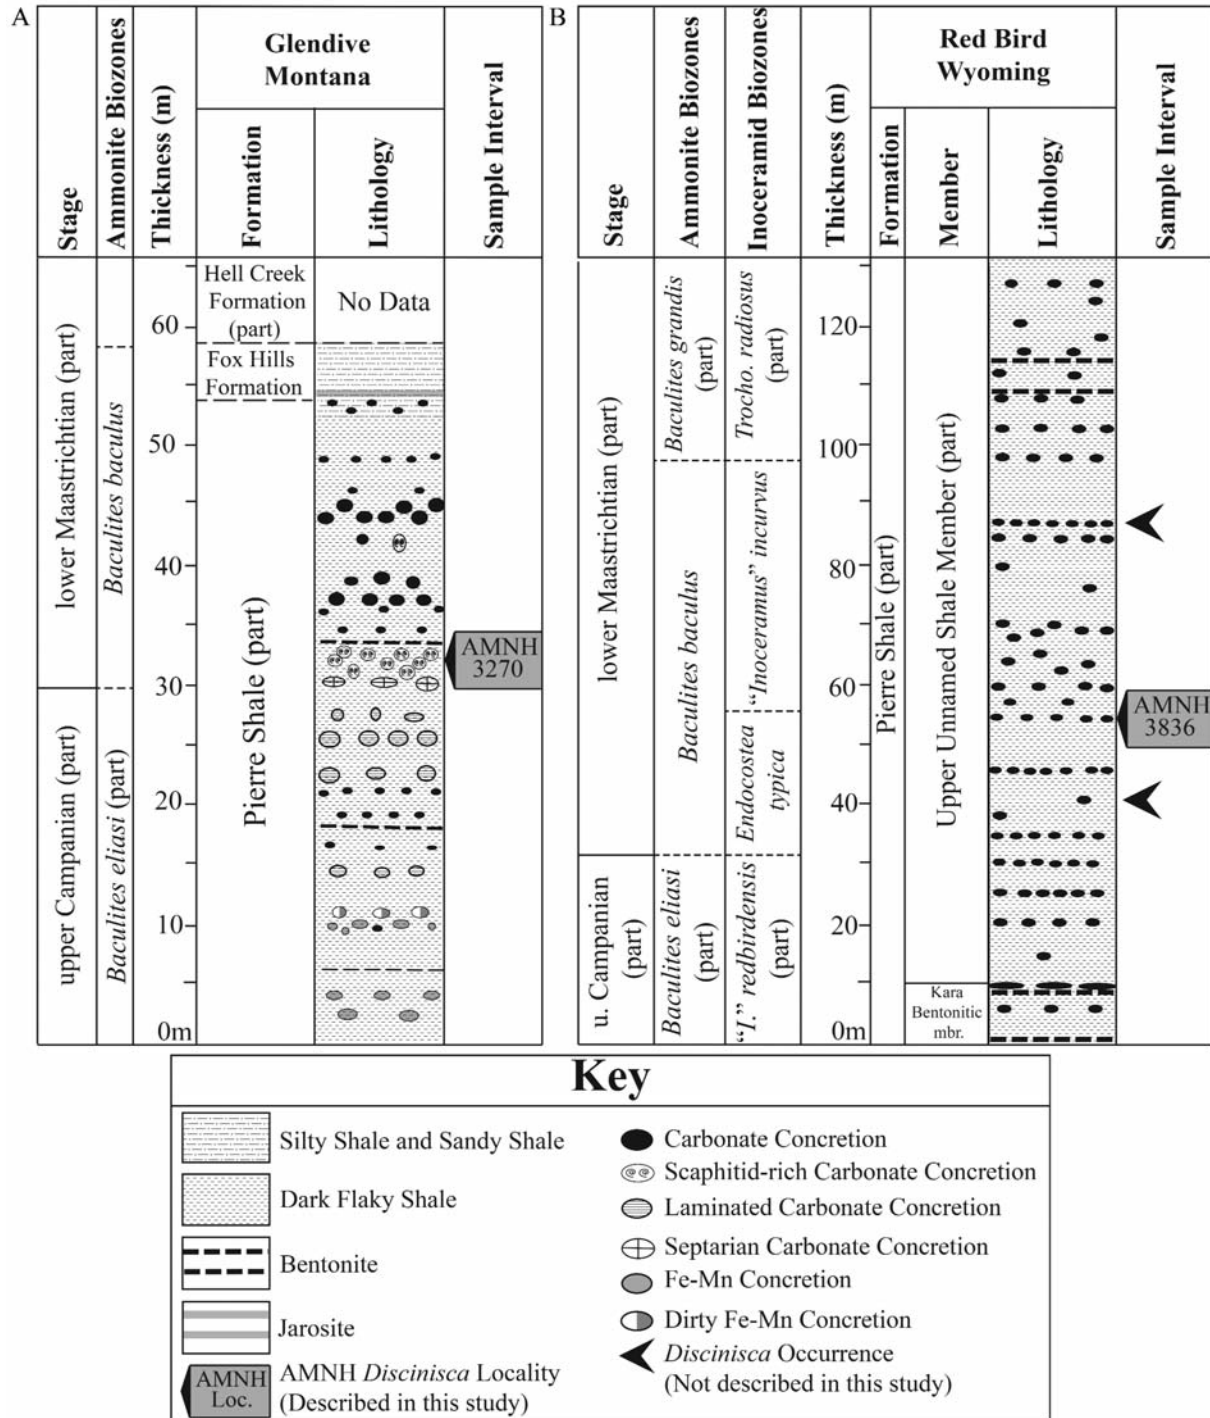 A
Stage
Ammonite Biozones
Thickness (m)
Glendive
Montana
Formation
Lithology
Sample Interval
lower Maastrichtian (part)
upper Campanian (part)
Baculites baculus
Baculites eliasi (part)
60
50
40
30
20
10
0m
Hell Creek
Formation
(part)
Fox Hills
Formation
Pierre Shale (part)
No Data
AMNH
3270
B
Stage
Ammonite Biozones
Inoceramid Biozones
Thickness (m)
Red Bird
Wyoming
Formation
Member
Lithology
Sample Interval
lower Maastrichtian (part)
u. Campanian
(part)
Baculites grandis
(part)
Baculites baculus
Baculites eliasi
(part)
Trocho. radiosus
(part)
"Inoceramus" incurvus
Endocostea
typica
"I." redbirdensis
(part)
120
100
80
60
40
20
0m
Pierre Shale (part)
Upper Unnamed Shale Member (part)
Kara
Bentonitic
mbr.
AMNH
3836
Key
Silty Shale and Sandy Shale
Dark Flaky Shale
Bentonite
Jarosite
AMNH
Loc.
AMNH Discinisca Locality
(Described in this study)
Carbonate Concretion
Scaphitid-rich Carbonate Concretion
Laminated Carbonate Concretion
Septarian Carbonate Concretion
Fe-Mn Concretion
Dirty Fe-Mn Concretion
Discinisca Occurrence
(Not described in this study)